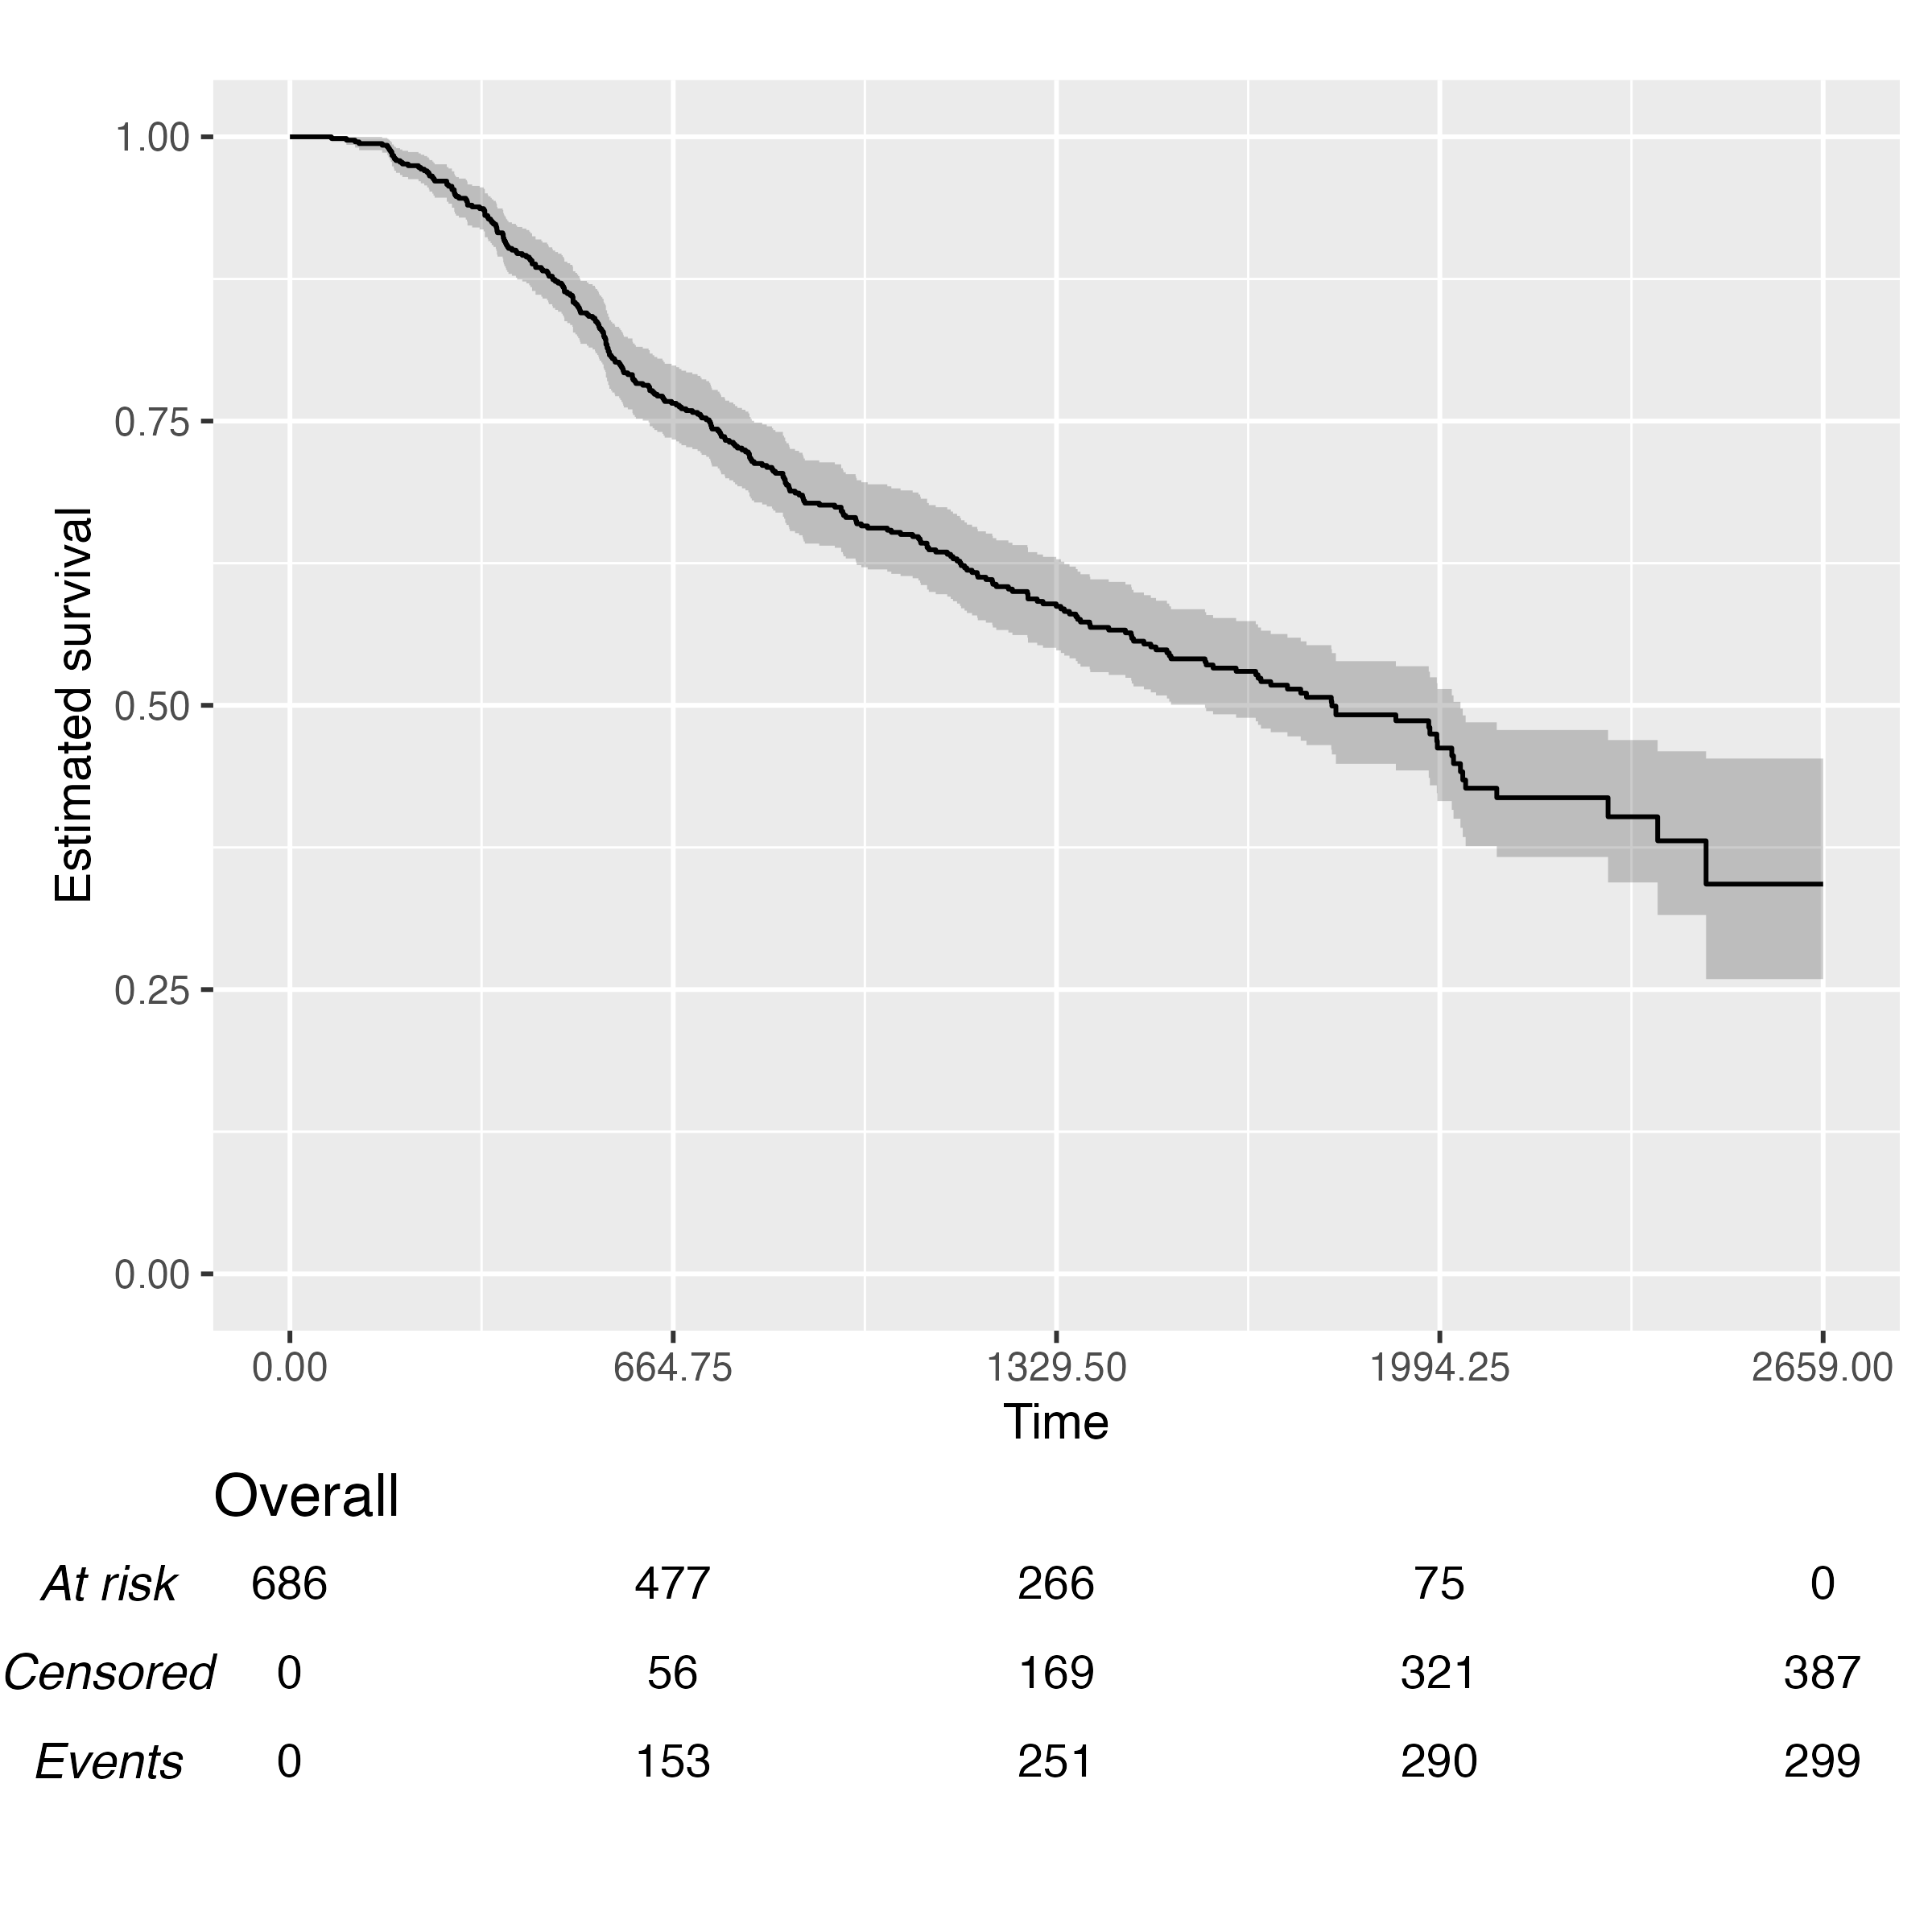 1.00
0.75
0.50
0.25
0.00
Estimated survival
0.00 664.75 1329.50 1994.25 2659.00
Time
Overall
At risk 686 477 266 75 0
Censored 0 56 169 321 387
Events 0 153 251 290 299